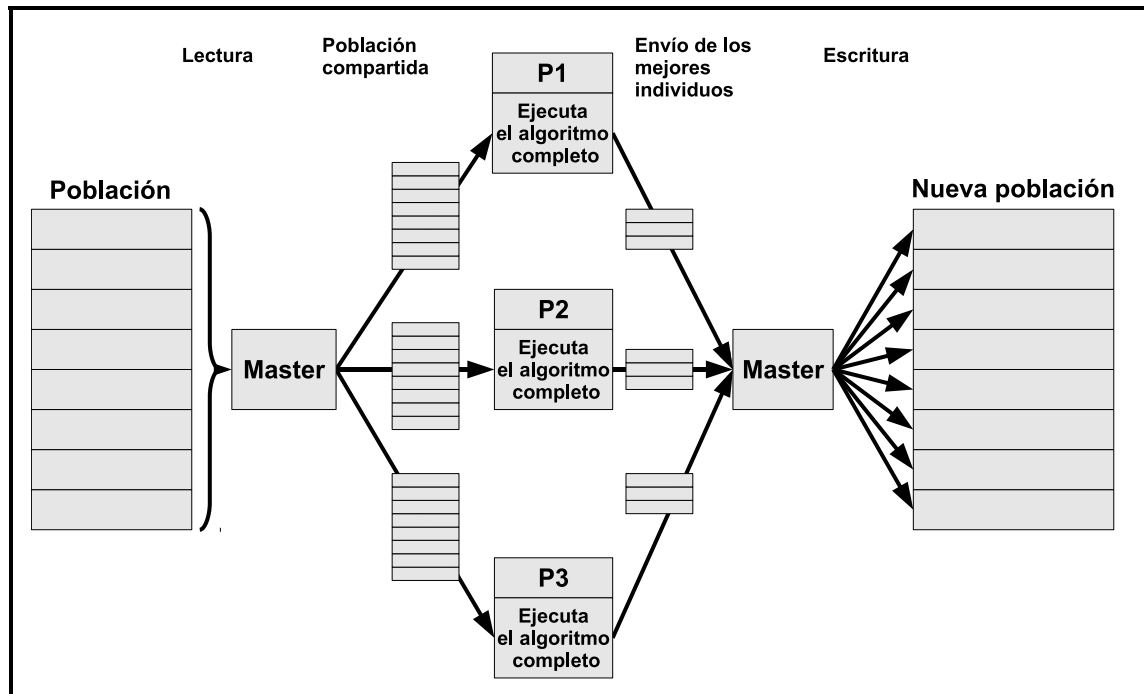 Lectura
Población
compartida
Envío de los
mejores
individuos
Escritura
P1
Ejecuta
el algoritmo
completo
Población
Nueva población
Master
P2
Ejecuta
el algoritmo
completo
Master
P3
Ejecuta
el algoritmo
completo